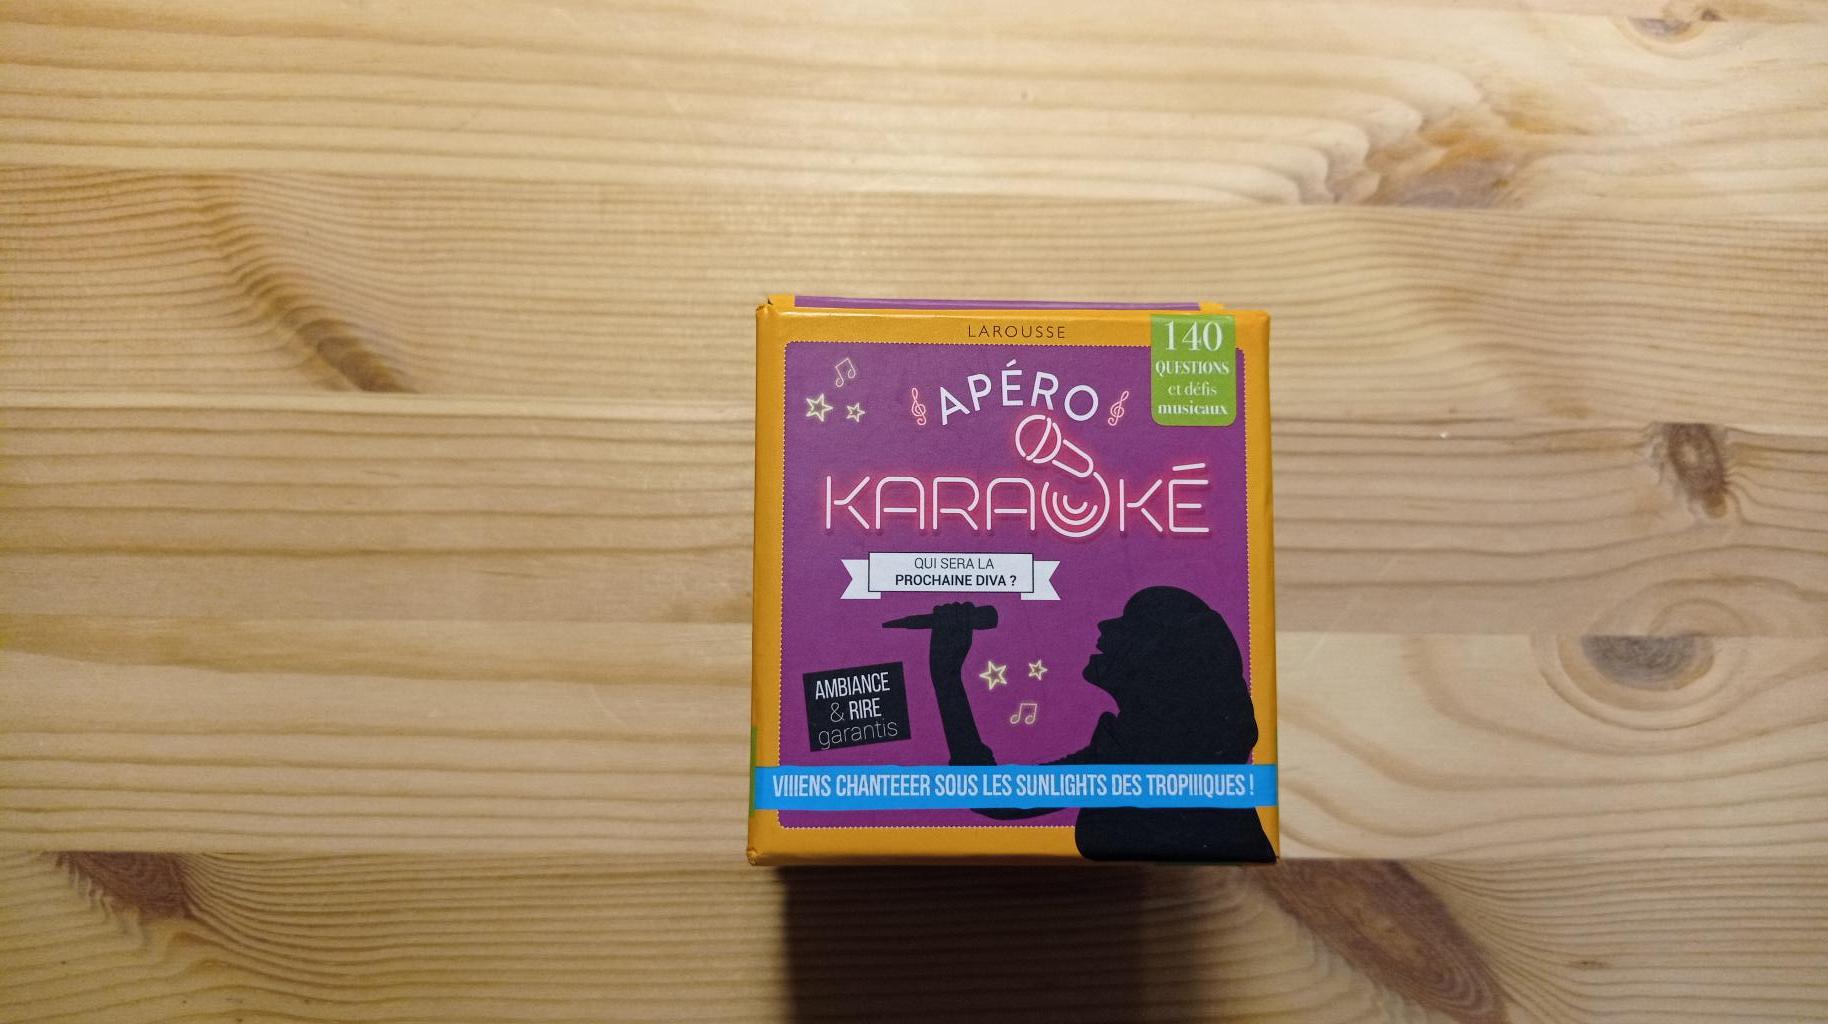 LAROUSSE
140
QUESTIONS
et défis
musicaux
APÉRO
KARAOKÉ
QUI SERA LA
PROCHAINE DIVA ?
AMBIANCE
& RIRE
garantis
VIIIENS CHANTEEER SOUS LES SUNLIGHTS DES TROPIIIQUES !